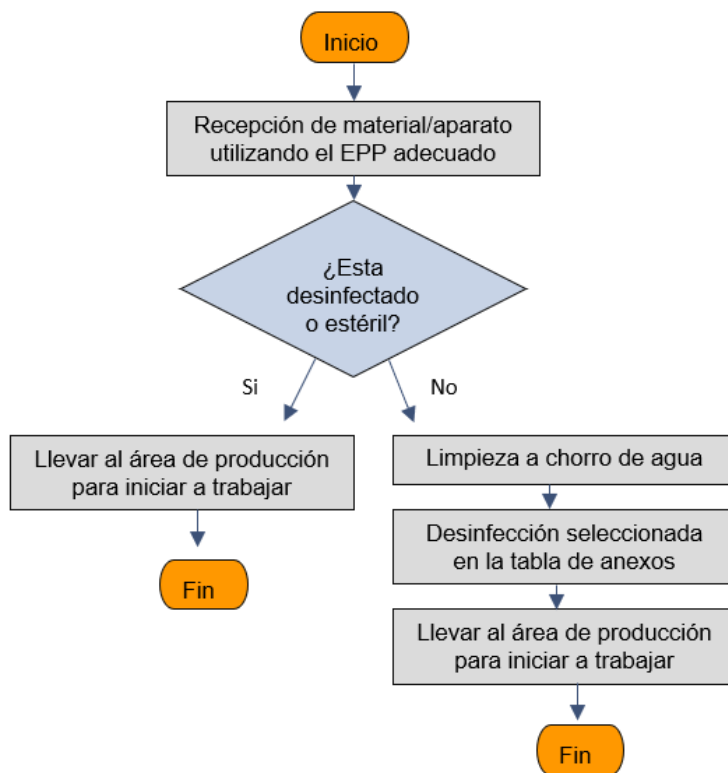 Inicio
Recepción de material/aparato
utilizando el EPP adecuado
¿Esta
desinfectado
o estéril?
Si
No
Llevar al área de producción
para iniciar a trabajar
Fin
Limpieza a chorro de agua
Desinfección seleccionada
en la tabla de anexos
Llevar al área de producción
para iniciar a trabajar
Fin